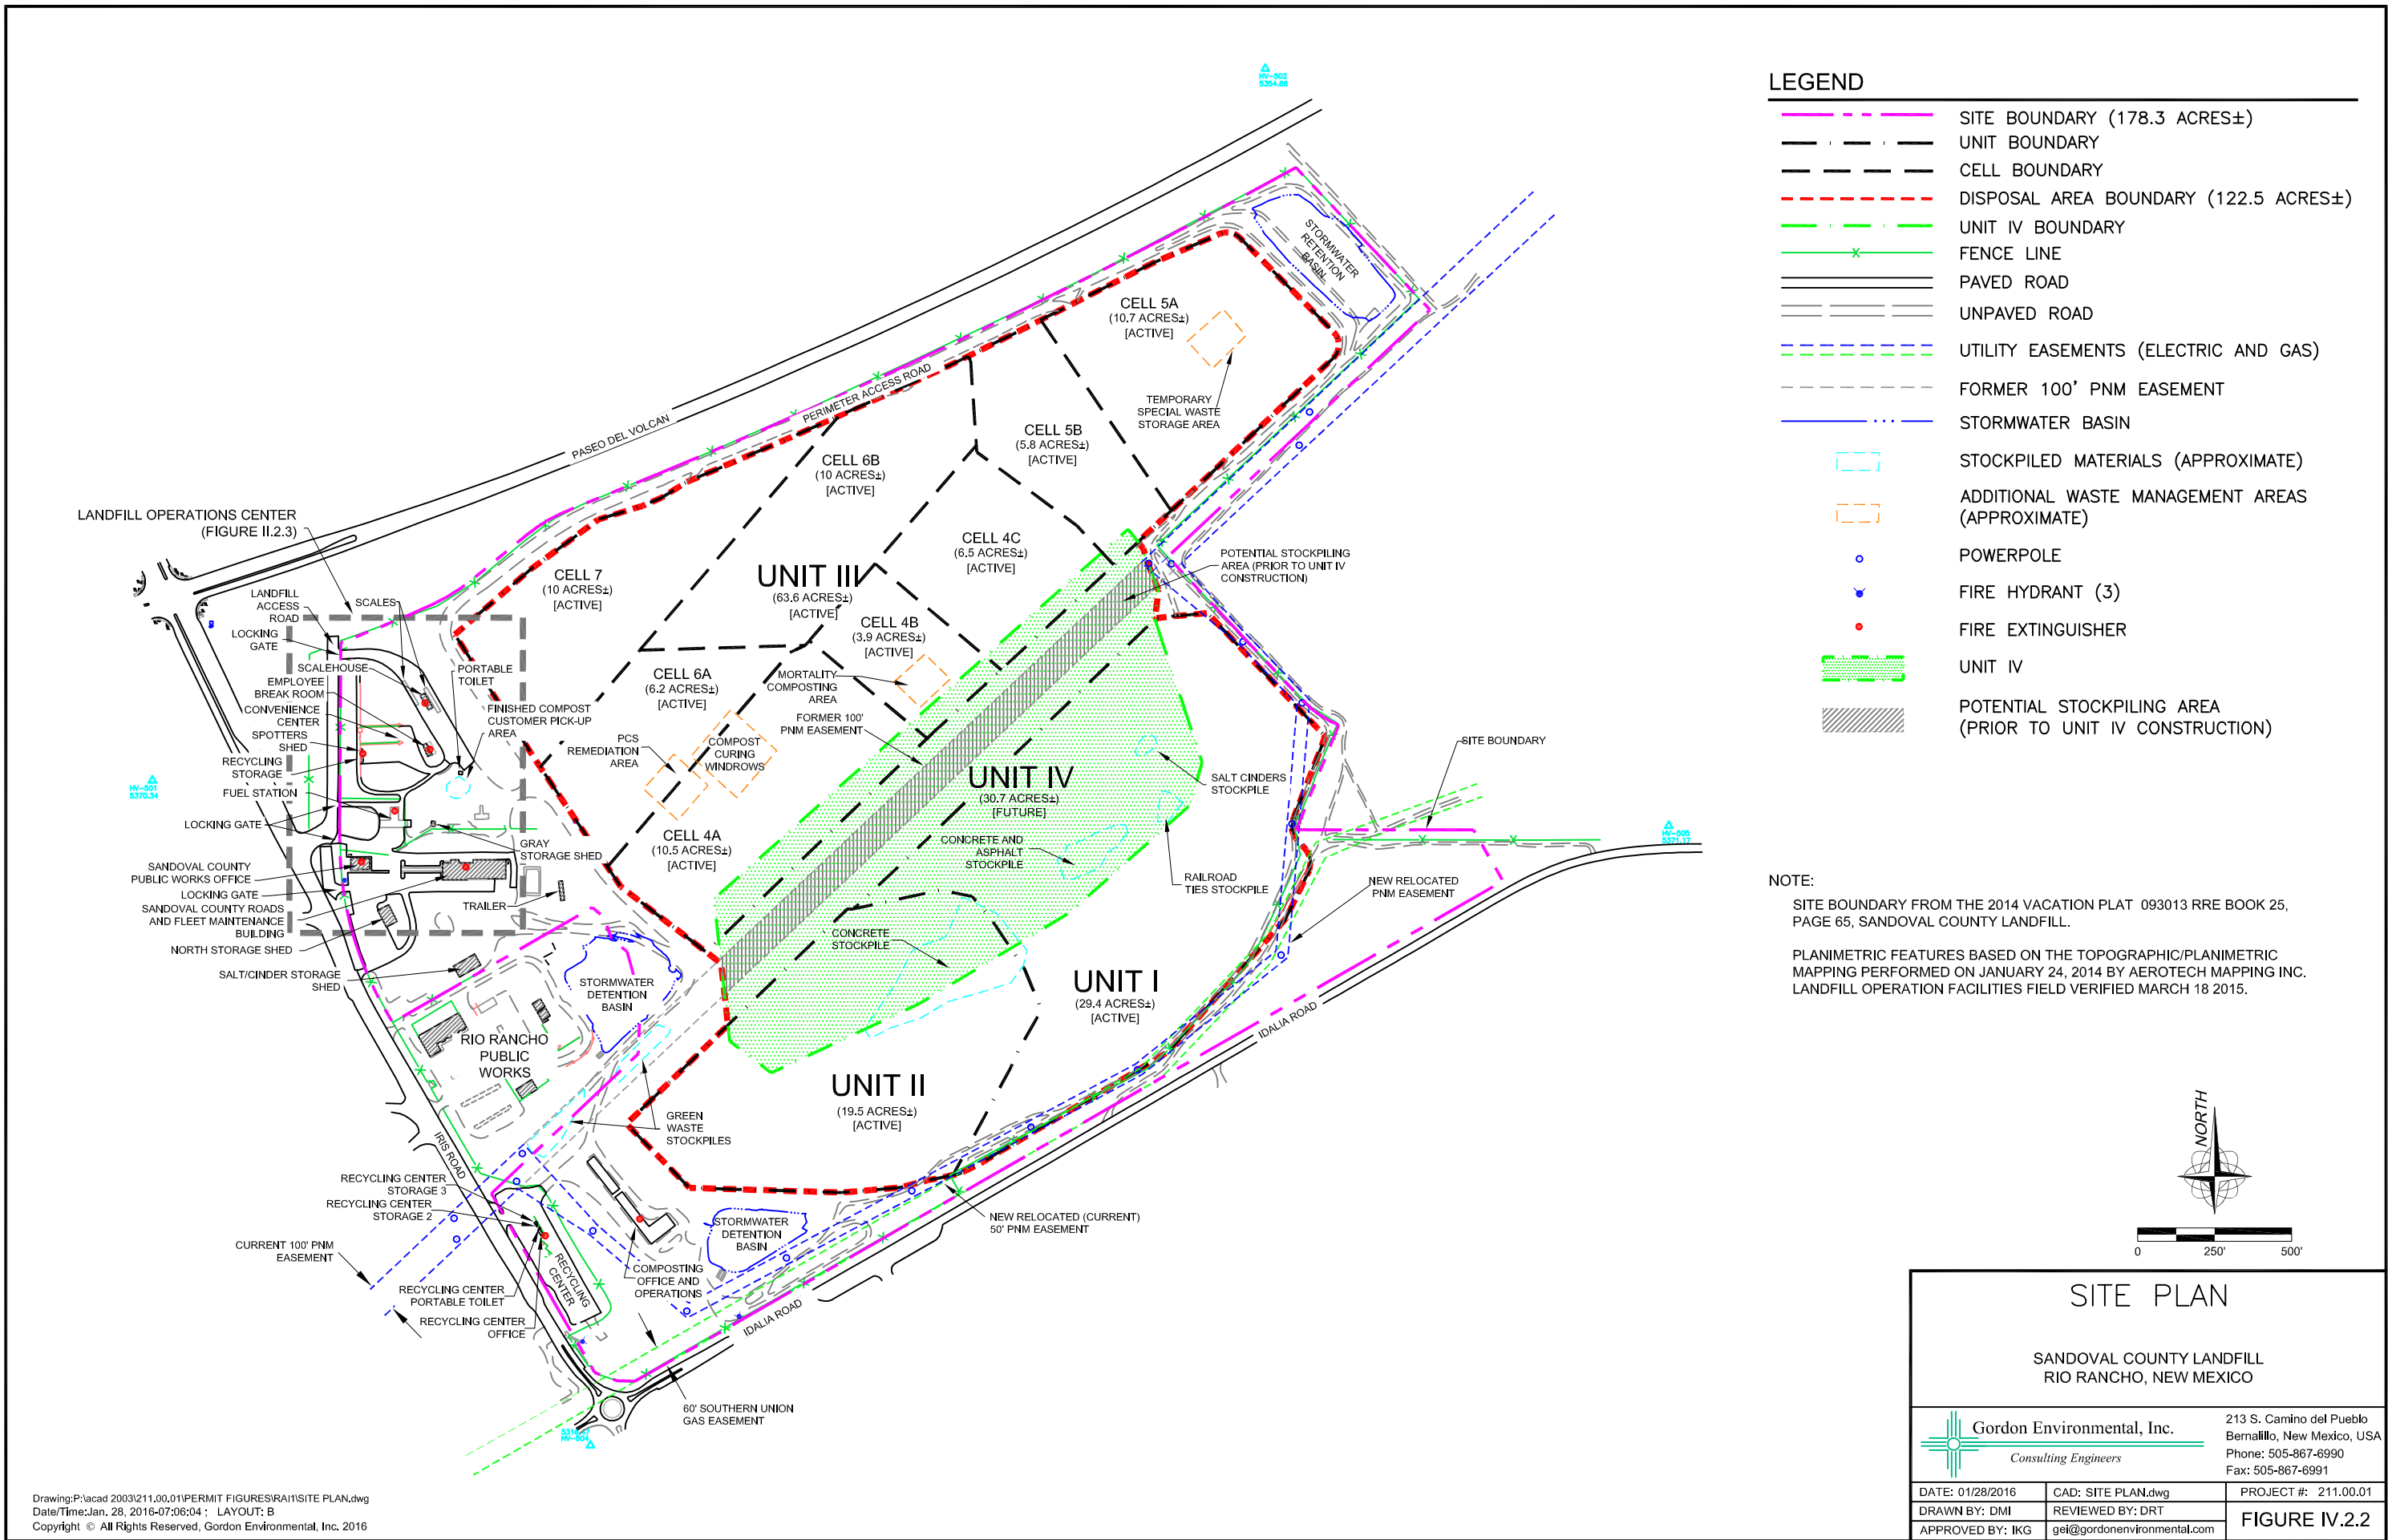 HV-502
5354.66
LEGEND
SITE BOUNDARY (178.3 ACRES±)
UNIT BOUNDARY
CELL BOUNDARY
DISPOSAL AREA BOUNDARY (122.5 ACRES±)
UNIT IV BOUNDARY
FENCE LINE
PAVED ROAD
UNPAVED ROAD
UTILITY EASEMENTS (ELECTRIC AND GAS)
FORMER 100' PNM EASEMENT
STORMWATER BASIN
STOCKPILED MATERIALS (APPROXIMATE)
ADDITIONAL WASTE MANAGEMENT AREAS
(APPROXIMATE)
POWERPOLE
FIRE HYDRANT (3)
FIRE EXTINGUISHER
UNIT IV
POTENTIAL STOCKPILING AREA
(PRIOR TO UNIT IV CONSTRUCTION)
NOTE:
SITE BOUNDARY FROM THE 2014 VACATION PLAT 093013 RRE BOOK 25,
PAGE 65, SANDOVAL COUNTY LANDFILL.
PLANIMETRIC FEATURES BASED ON THE TOPOGRAPHIC/PLANIMETRIC
MAPPING PERFORMED ON JANUARY 24, 2014 BY AEROTECH MAPPING INC.
LANDFILL OPERATION FACILITIES FIELD VERIFIED MARCH 18 2015.
STORMWATER
RETENTION
BASIN
CELL 5A
(10.7 ACRES±)
[ACTIVE]
TEMPORARY
SPECIAL WASTE
STORAGE AREA
PERIMETER ACCESS ROAD
PASEO DEL VOLCAN
CELL 5B
(5.8 ACRES±)
[ACTIVE]
CELL 6B
(10 ACRES±)
[ACTIVE]
CELL 4C
(6.5 ACRES±)
[ACTIVE]
POTENTIAL STOCKPILING
AREA (PRIOR TO UNIT IV
CONSTRUCTION)
CELL 7
(10 ACRES±)
[ACTIVE]
UNIT III
(63.6 ACRES±)
[ACTIVE]
CELL 4B
(3.9 ACRES±)
[ACTIVE]
CELL 6A
(6.2 ACRES±)
[ACTIVE]
MORTALITY
COMPOSTING
AREA
FORMER 100'
PNM EASEMENT
PCS
REMEDIATION
AREA
COMPOST
CURING
WINDROWS
CELL 4A
(10.5 ACRES±)
[ACTIVE]
UNIT IV
(30.7 ACRES±)
[FUTURE]
SALT CINDERS
STOCKPILE
CONCRETE AND
ASPHALT
STOCKPILE
RAILROAD
TIES STOCKPILE
CONCRETE
STOCKPILE
SITE BOUNDARY
HV-505
5371.17
NEW RELOCATED
PNM EASEMENT
UNIT I
(29.4 ACRES±)
[ACTIVE]
IDALIA ROAD
UNIT II
(19.5 ACRES±)
[ACTIVE]
LANDFILL OPERATIONS CENTER
(FIGURE II.2.3)
LANDFILL
ACCESS
ROAD
SCALES
LOCKING
GATE
SCALEHOUSE
EMPLOYEE
BREAK ROOM
CONVENIENCE
CENTER
SPOTTERS
SHED
RECYCLING
STORAGE
FUEL STATION
LOCKING GATE
PORTABLE
TOILET
FINISHED COMPOST
CUSTOMER PICK-UP
AREA
GRAY
STORAGE SHED
HV-501
5370.34
SANDOVAL COUNTY
PUBLIC WORKS OFFICE
LOCKING GATE
SANDOVAL COUNTY ROADS
AND FLEET MAINTENANCE
BUILDING
NORTH STORAGE SHED
SALT/CINDER STORAGE
SHED
TRAILER
STORMWATER
DETENTION
BASIN
RIO RANCHO
PUBLIC
WORKS
GREEN
WASTE
STOCKPILES
IRIS ROAD
RECYCLING CENTER
STORAGE 3
RECYCLING CENTER
STORAGE 2
CURRENT 100' PNM
EASEMENT
RECYCLING CENTER
PORTABLE TOILET
RECYCLING CENTER
OFFICE
RECYCLING
CENTER
COMPOSTING
OFFICE AND
OPERATIONS
STORMWATER
DETENTION
BASIN
NEW RELOCATED (CURRENT)
50' PNM EASEMENT
IDALIA ROAD
60' SOUTHERN UNION
GAS EASEMENT
HV-504
NORTH
0 250' 500'
SITE PLAN
SANDOVAL COUNTY LANDFILL
RIO RANCHO, NEW MEXICO
Gordon Environmental, Inc.
Consulting Engineers
213 S. Camino del Pueblo
Bernalillo, New Mexico, USA
Phone: 505-867-6990
Fax: 505-867-6991
DATE: 01/28/2016
CAD: SITE PLAN.dwg
PROJECT #: 211.00.01
DRAWN BY: DMI
REVIEWED BY: DRT
APPROVED BY: IKG
gei@gordonenvironmental.com
FIGURE IV.2.2
Drawing:P:\acad 2003\211.00.01\PERMIT FIGURES\RAI1\SITE PLAN.dwg
Date/Time:Jan. 28, 2016-07:06:04 ; LAYOUT: B
Copyright © All Rights Reserved, Gordon Environmental, Inc. 2016